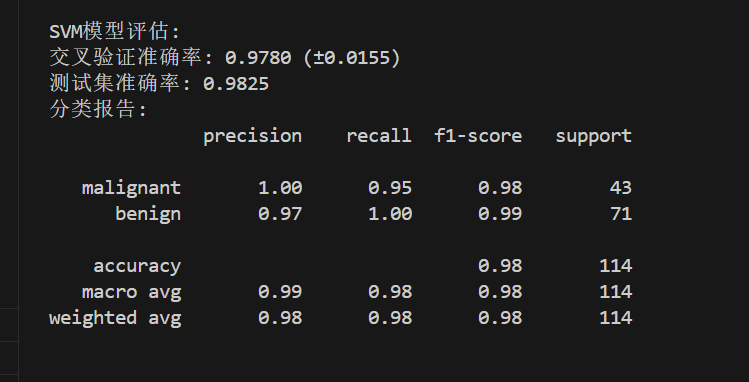 SVM模型评估:
交叉验证准确率: 0.9780 (±0.0155)
测试集准确率: 0.9825
分类报告:
precision recall f1-score support
malignant 1.00 0.95 0.98 43
benign 0.97 1.00 0.99 71
accuracy 0.98 114
macro avg 0.99 0.98 0.98 114
weighted avg 0.98 0.98 0.98 114